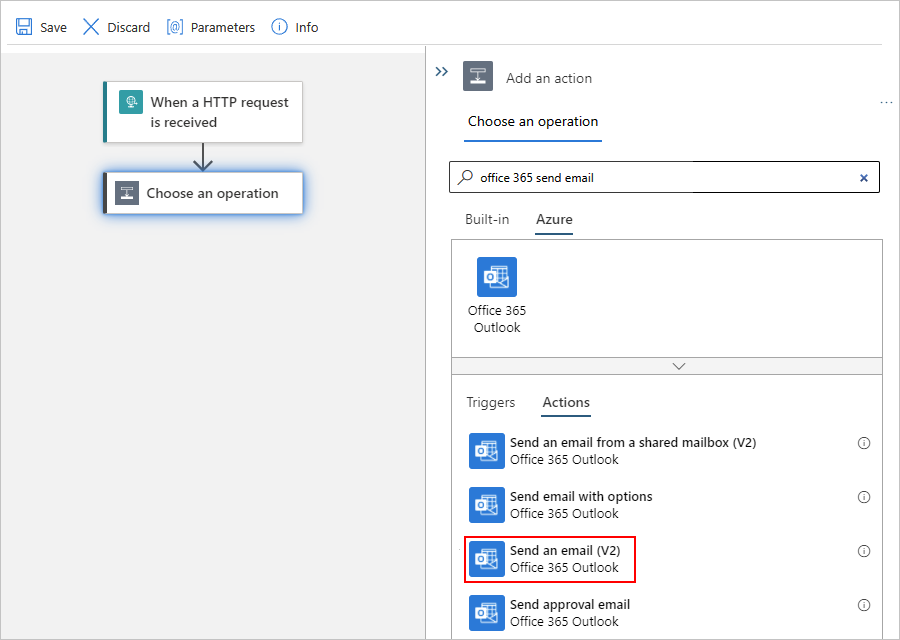 Save Discard Parameters Info
When a HTTP request
is received
Choose an operation
Add an action
...
Choose an operation
office 365 send email
Built-in Azure
Office 365
Outlook
Triggers Actions
Send an email from a shared mailbox (V2)
Office 365 Outlook
Send email with options
Office 365 Outlook
Send an email (V2)
Office 365 Outlook
Send approval email
Office 365 Outlook